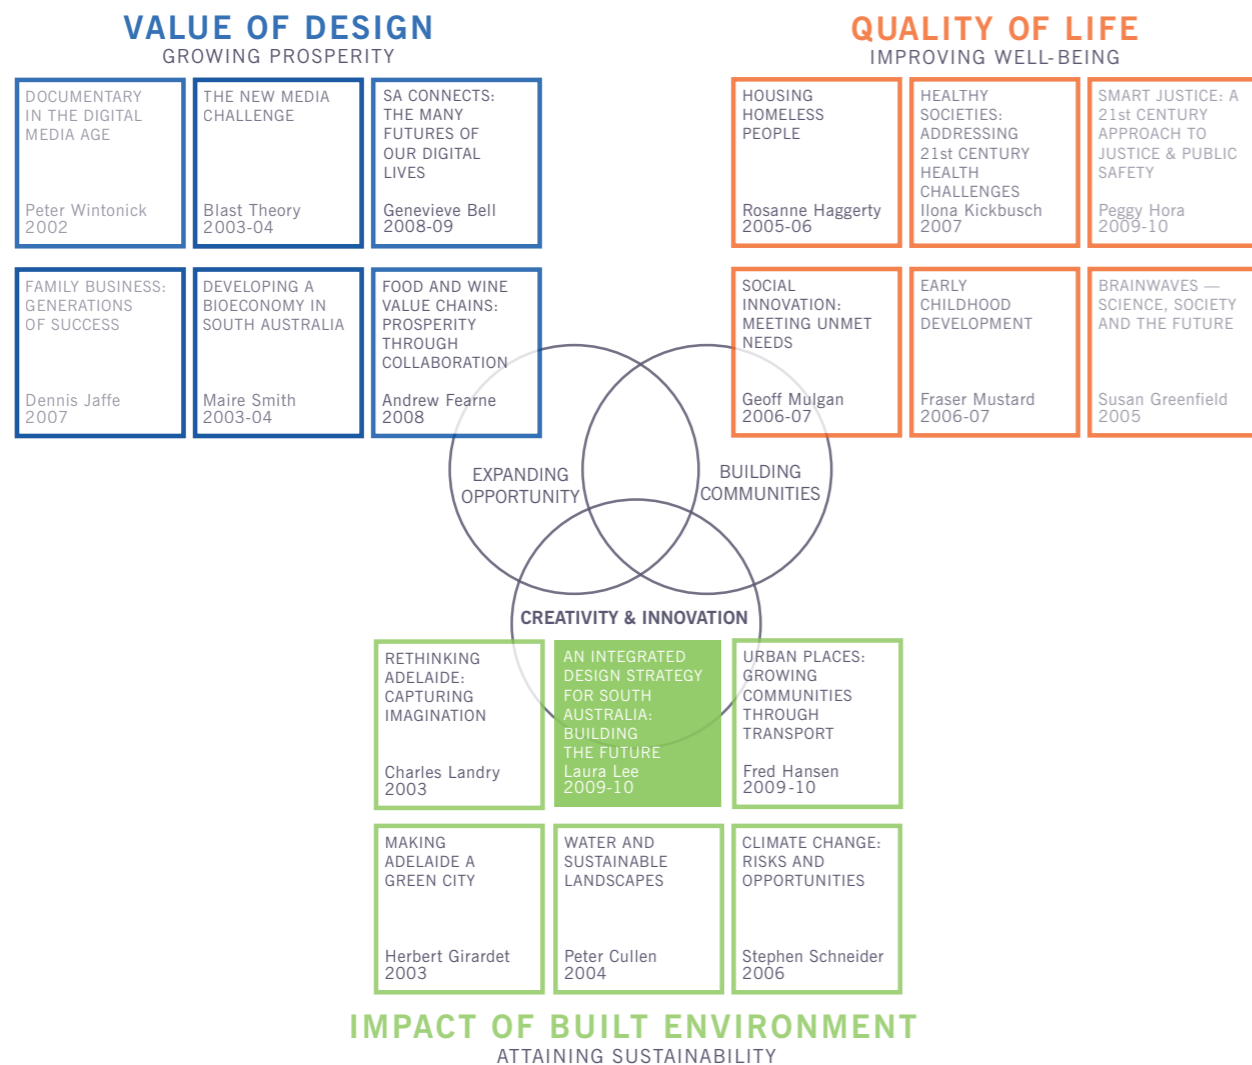 VALUE OF DESIGN
GROWING PROSPERITY
DOCUMENTARY
IN THE DIGITAL
MEDIA AGE
Peter Wintonick
2002
THE NEW MEDIA
CHALLENGE
Blast Theory
2003-04
SA CONNECTS:
THE MANY
FUTURES OF
OUR DIGITAL
LIVES
Genevieve Bell
2008-09
FAMILY BUSINESS:
GENERATIONS
OF SUCCESS
Dennis Jaffe
2007
DEVELOPING A
BIOECONOMY IN
SOUTH AUSTRALIA
Maire Smith
2003-04
FOOD AND WINE
VALUE CHAINS:
PROSPERITY
THROUGH
COLLABORATION
Andrew Fearne
2008
QUALITY OF LIFE
IMPROVING WELL-BEING
HOUSING
HOMELESS
PEOPLE
Rosanne Haggerty
2005-06
HEALTHY
SOCIETIES:
ADDRESSING
21st CENTURY
HEALTH
CHALLENGES
Ilona Kickbusch
2007
SMART JUSTICE: A
21st CENTURY
APPROACH TO
JUSTICE & PUBLIC
SAFETY
Peggy Hora
2009-10
SOCIAL
INNOVATION:
MEETING UNMET
NEEDS
Geoff Mulgan
2006-07
EARLY
CHILDHOOD
DEVELOPMENT
Fraser Mustard
2006-07
BRAINWAVES —
SCIENCE, SOCIETY
AND THE FUTURE
Susan Greenfield
2005
EXPANDING
OPPORTUNITY
BUILDING
COMMUNITIES
CREATIVITY & INNOVATION
RETHINKING
ADELAIDE:
CAPTURING
IMAGINATION
Charles Landry
2003
AN INTEGRATED
DESIGN STRATEGY
FOR SOUTH
AUSTRALIA:
BUILDING
THE FUTURE
Laura Lee
2009-10
URBAN PLACES:
GROWING
COMMUNITIES
THROUGH
TRANSPORT
Fred Hansen
2009-10
MAKING
ADELAIDE A
GREEN CITY
Herbert Girardet
2003
WATER AND
SUSTAINABLE
LANDSCAPES
Peter Cullen
2004
CLIMATE CHANGE:
RISKS AND
OPPORTUNITIES
Stephen Schneider
2006
IMPACT OF BUILT ENVIRONMENT
ATTAINING SUSTAINABILITY